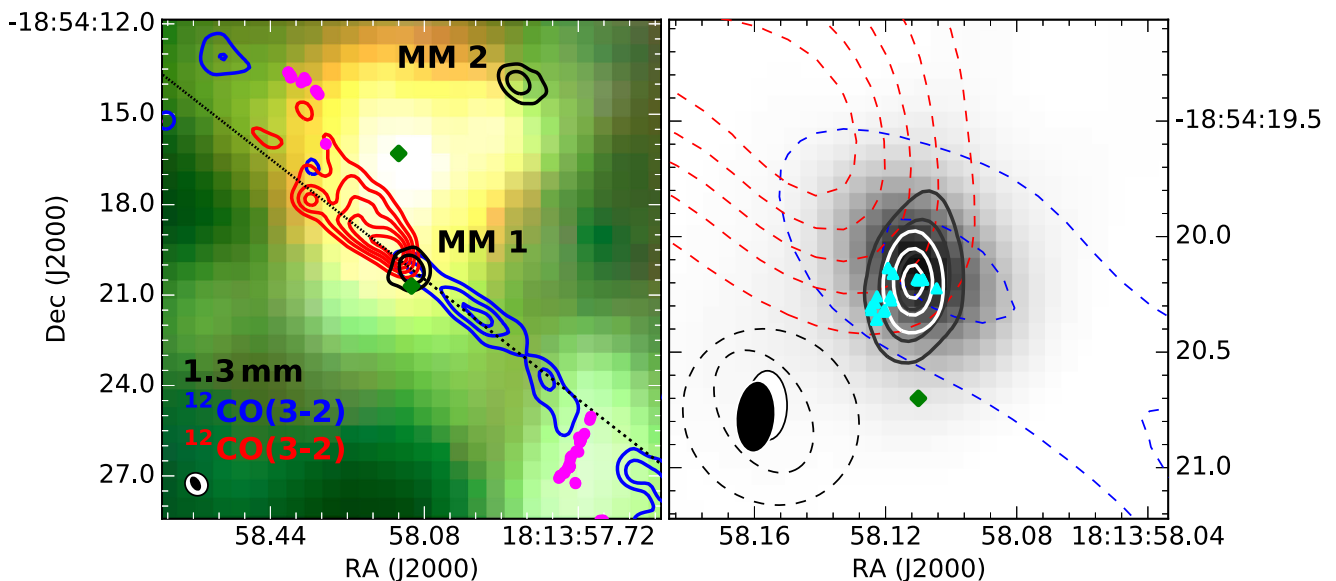 -18:54:12.0
15.0
18.0
21.0
24.0
27.0
Dec (J2000)
MM 2
MM 1
1.3 mm
¹²CO(3-2)
¹²CO(3-2)
58.44
58.08
18:13:57.72
RA (J2000)
-18:54:19.5
20.0
20.5
21.0
58.16
58.12
58.08
18:13:58.04
RA (J2000)